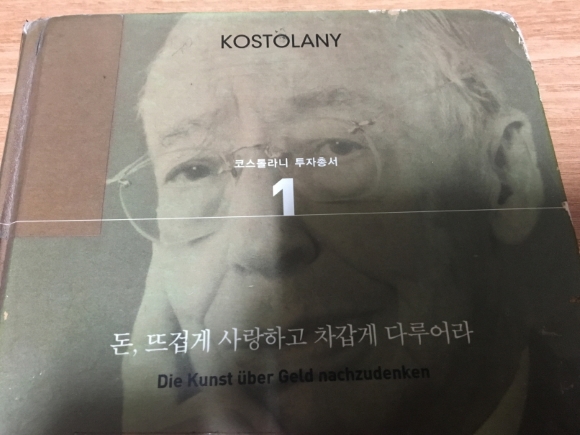 KOSTOLANY
코스톨라니 투자총서
1
돈, 뜨겁게 사랑하고 차갑게 다루어라
Die Kunst über Geld nachzudenken